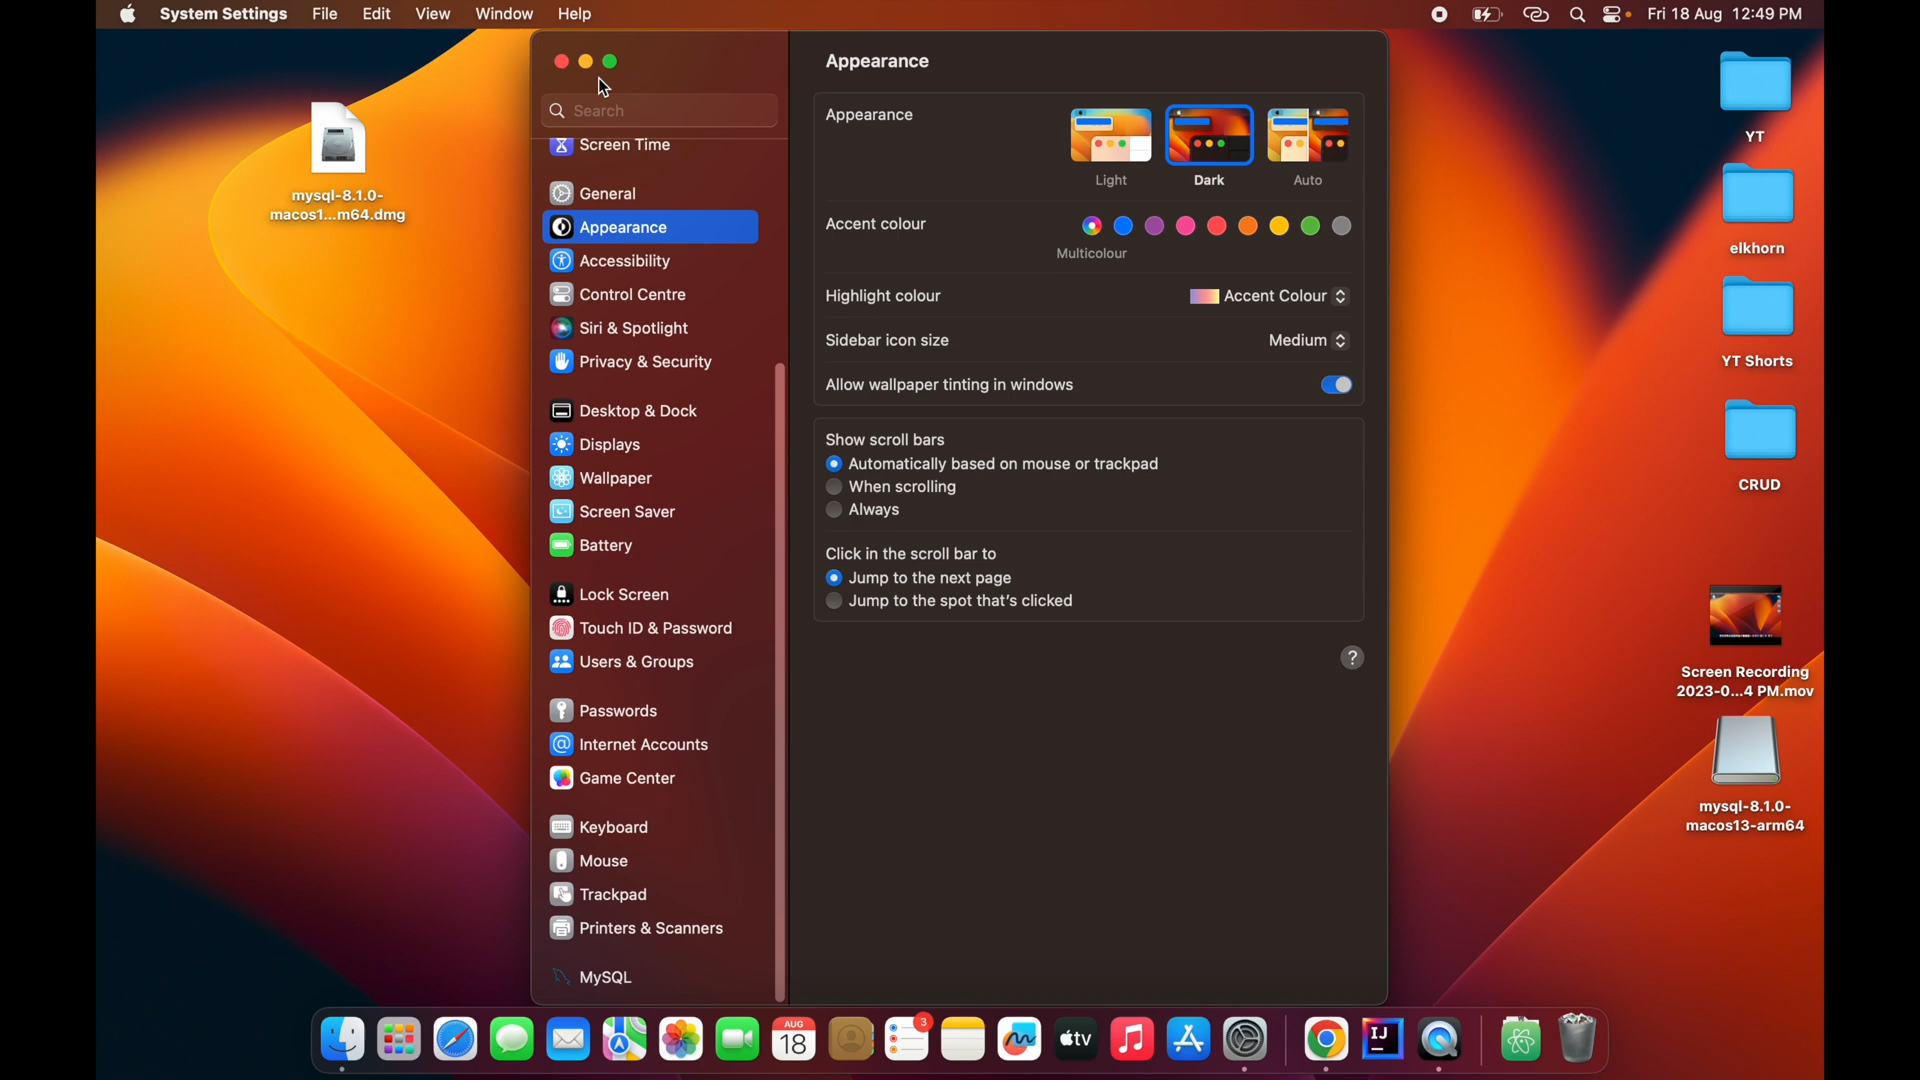 System Settings File Edit View Window Help
Fri 18 Aug 12:49 PM
mysql-8.1.0-
macos1...m64.dmg
Search
Screen Time
General
Appearance
Accessibility
Control Centre
Siri & Spotlight
Privacy & Security
Desktop & Dock
Displays
Wallpaper
Screen Saver
Battery
Lock Screen
Touch ID & Password
Users & Groups
Passwords
Internet Accounts
Game Center
Keyboard
Mouse
Trackpad
Printers & Scanners
MySQL
Appearance
Appearance
Light Dark Auto
Accent colour
Multicolour
Highlight colour Accent Colour
Sidebar icon size Medium
Allow wallpaper tinting in windows
Show scroll bars
Automatically based on mouse or trackpad
When scrolling
Always
Click in the scroll bar to
Jump to the next page
Jump to the spot that's clicked
?
YT
elkhorn
YT Shorts
CRUD
Screen Recording
2023-0...4 PM.mov
mysql-8.1.0-
macos13-arm64
AUG
18
3
tv
IJ